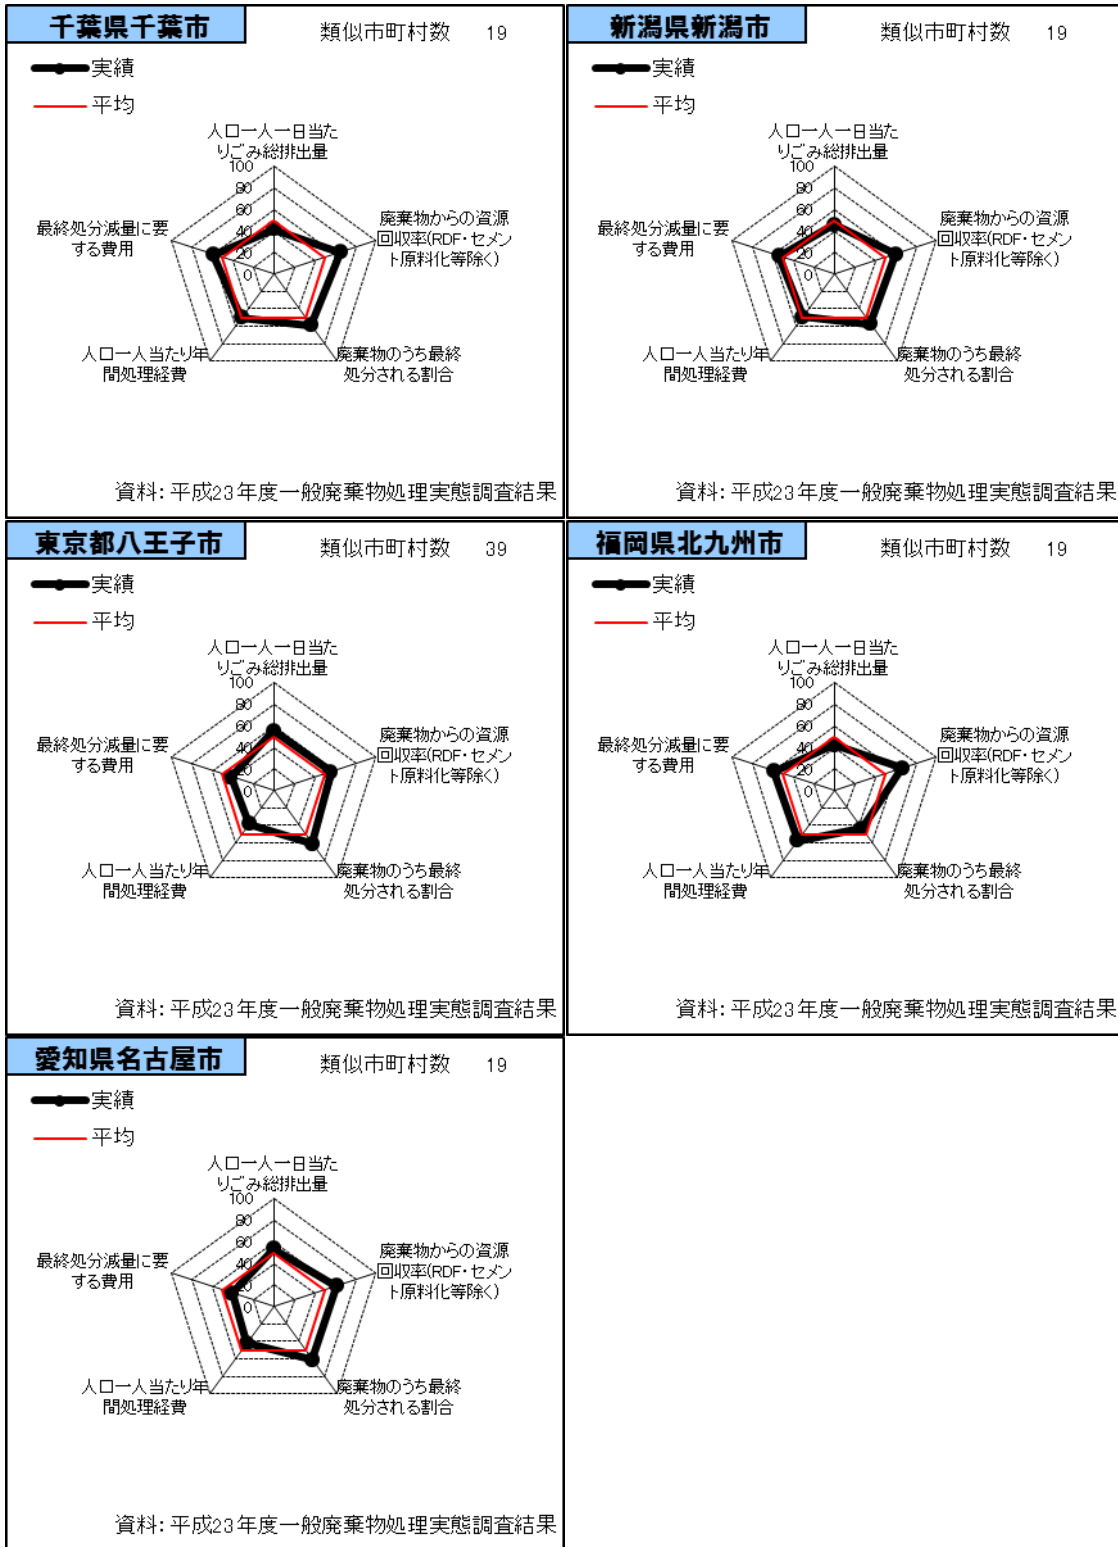 千葉県千葉市
類似市町村数 19
実績
平均
人口一人一日当た
りごみ総排出量
100
80
60
40
20
0
廃棄物からの資源
回収率(RDF・セメン
ト原料化等除く)
最終処分減量に要
する費用
人口一人当たり年
間処理経費
廃棄物のうち最終
処分される割合
資料：平成23年度一般廃棄物処理実態調査結果
新潟県新潟市
類似市町村数 19
実績
平均
人口一人一日当た
りごみ総排出量
100
80
60
40
20
0
廃棄物からの資源
回収率(RDF・セメン
ト原料化等除く)
最終処分減量に要
する費用
人口一人当たり年
間処理経費
廃棄物のうち最終
処分される割合
資料：平成23年度一般廃棄物処理実態調査結果
東京都八王子市
類似市町村数 39
実績
平均
人口一人一日当た
りごみ総排出量
100
80
60
40
20
0
廃棄物からの資源
回収率(RDF・セメン
ト原料化等除く)
最終処分減量に要
する費用
人口一人当たり年
間処理経費
廃棄物のうち最終
処分される割合
資料：平成23年度一般廃棄物処理実態調査結果
福岡県北九州市
類似市町村数 19
実績
平均
人口一人一日当た
りごみ総排出量
100
80
60
40
20
0
廃棄物からの資源
回収率(RDF・セメン
ト原料化等除く)
最終処分減量に要
する費用
人口一人当たり年
間処理経費
廃棄物のうち最終
処分される割合
資料：平成23年度一般廃棄物処理実態調査結果
愛知県名古屋市
類似市町村数 19
実績
平均
人口一人一日当た
りごみ総排出量
100
80
60
40
20
0
廃棄物からの資源
回収率(RDF・セメン
ト原料化等除く)
最終処分減量に要
する費用
人口一人当たり年
間処理経費
廃棄物のうち最終
処分される割合
資料：平成23年度一般廃棄物処理実態調査結果